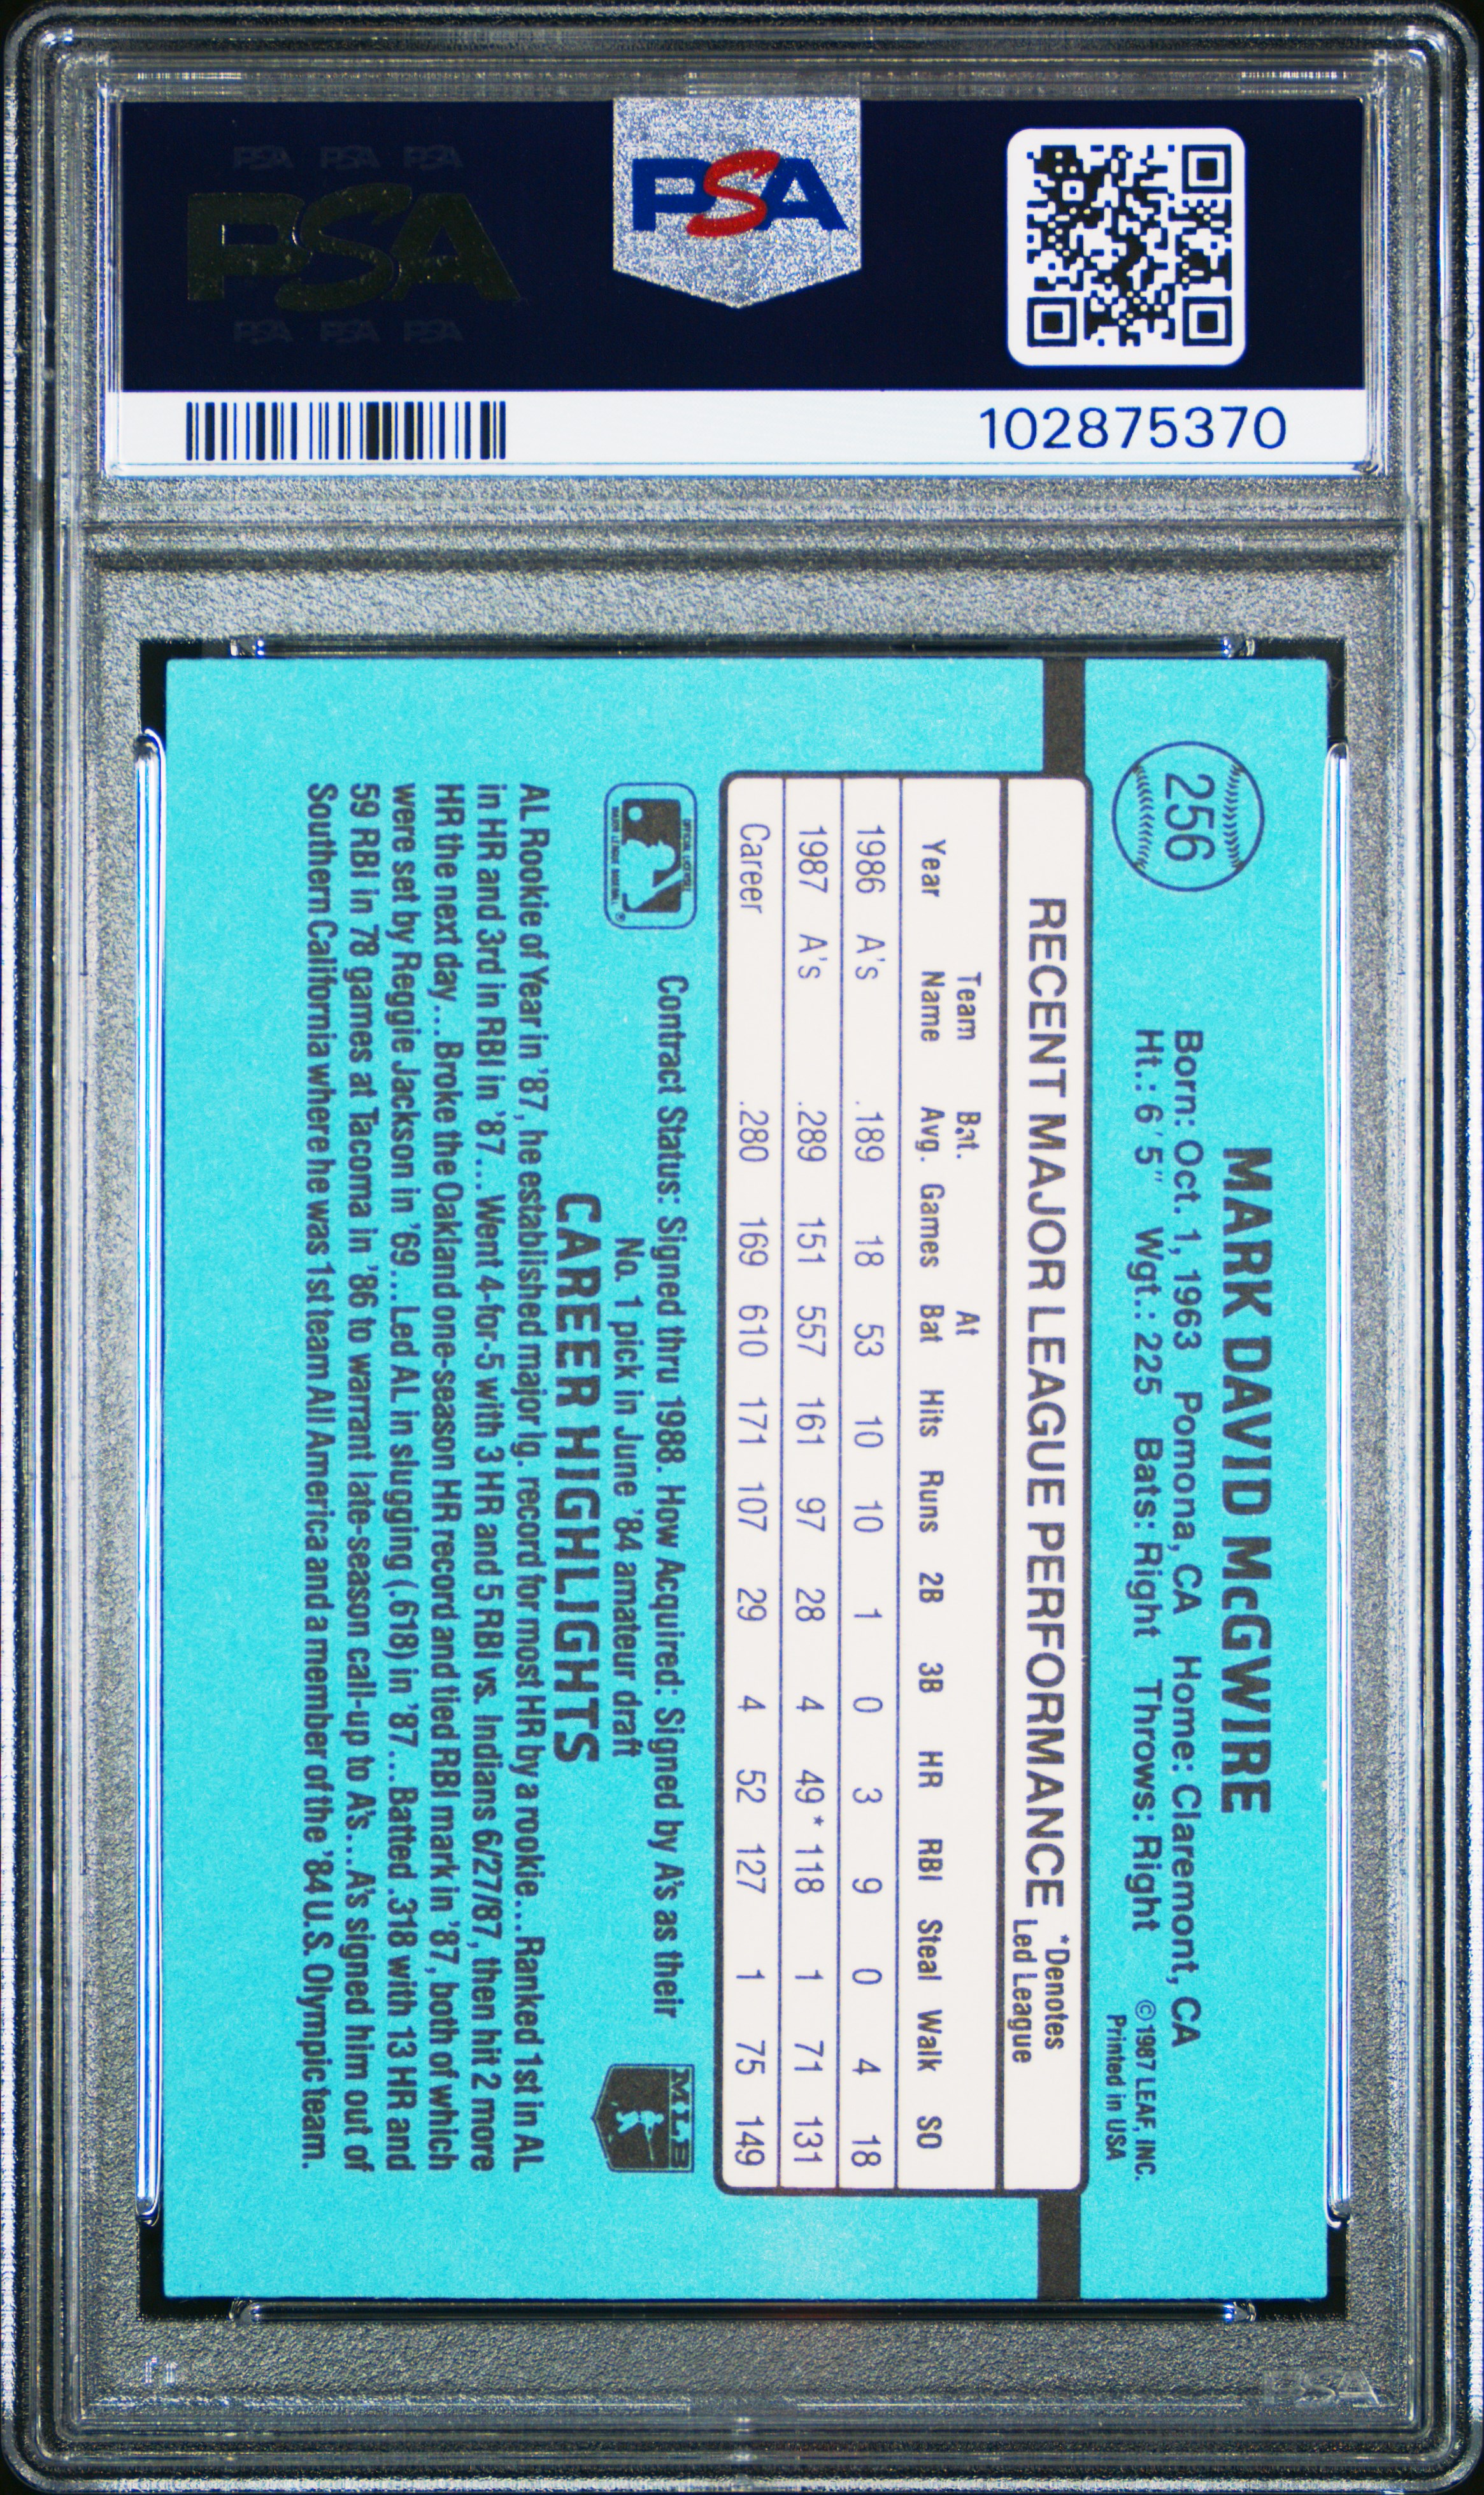 PSA PSA PSA
PSA
PSA PSA PSA
PSA
102875370
256
MARK DAVID McGWIRE
Born: Oct. 1, 1963 Pomona, CA Home: Claremont, CA
Ht.: 6'5" Wgt.: 225 Bats: Right Throws: Right
©1987 LEAF, INC.
Printed in USA
RECENT MAJOR LEAGUE PERFORMANCE *Denotes Led League
Year Team Name Bat. Avg. Games At Bat Hits Runs 2B 3B HR RBI Steal Walk SO
1986 A's .189 18 53 10 10 1 0 3 9 0 4 18
1987 A's .289 151 557 161 97 28 4 49* 118 1 71 131
Career .280 169 610 171 107 29 4 52 127 1 75 149
Contract Status: Signed thru 1988. How Acquired: Signed by A's as their
No. 1 pick in June '84 amateur draft
MLB
CAREER HIGHLIGHTS
AL Rookie of Year in '87, he established major lg. record for most HR by a rookie...Ranked 1st in AL
in HR and 3rd in RBI in '87...Went 4-for-5 with 3 HR and 5 RBI vs. Indians 6/27/87, then hit 2 more
HR the next day...Broke the Oakland one-season HR record and tied RBI mark in '87, both of which
were set by Reggie Jackson in '69...Led AL in slugging (.618) in '87...Batted .318 with 13 HR and
59 RBI in 78 games at Tacoma in '86 to warrant late-season call-up to A's...A's signed him out of
Southern California where he was 1st team All America and a member of the '84 U.S. Olympic team.
PSA